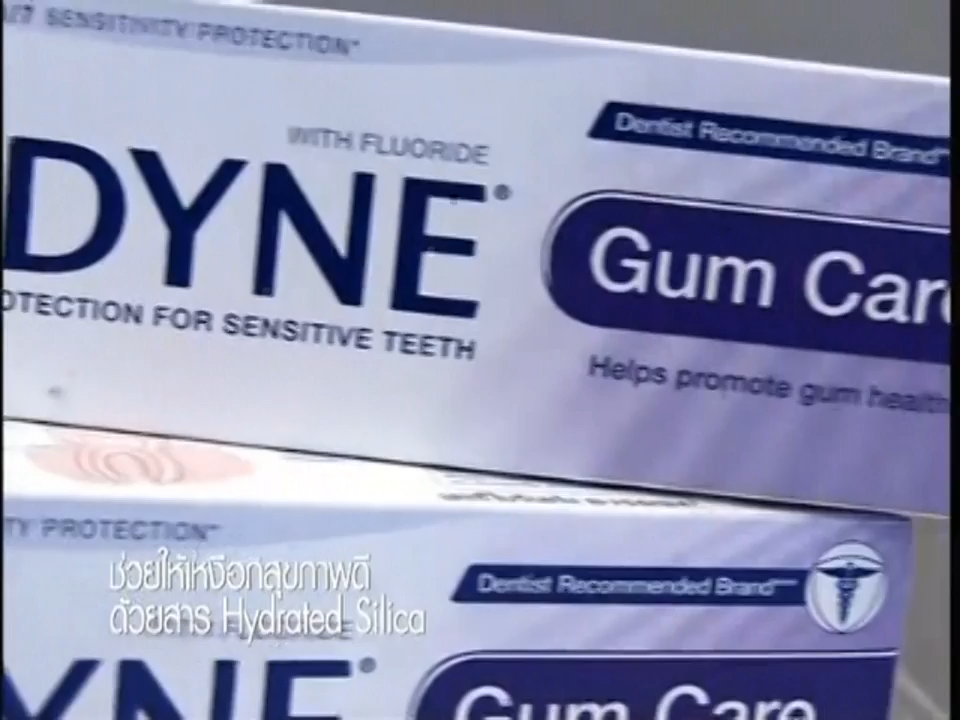 SENSITIVITY PROTECTION*
WITH FLUORIDE
DYNE®
OTECTION FOR SENSITIVE TEETH
Dentist Recommended Brand™
Gum Care
Helps promote gum health
TY PROTECTION*
Dentist Recommended Brand
YNE®
Gum Care
ช่วยให้เหงือกสุขภาพดี
ด้วยสาร Hydrated Silica